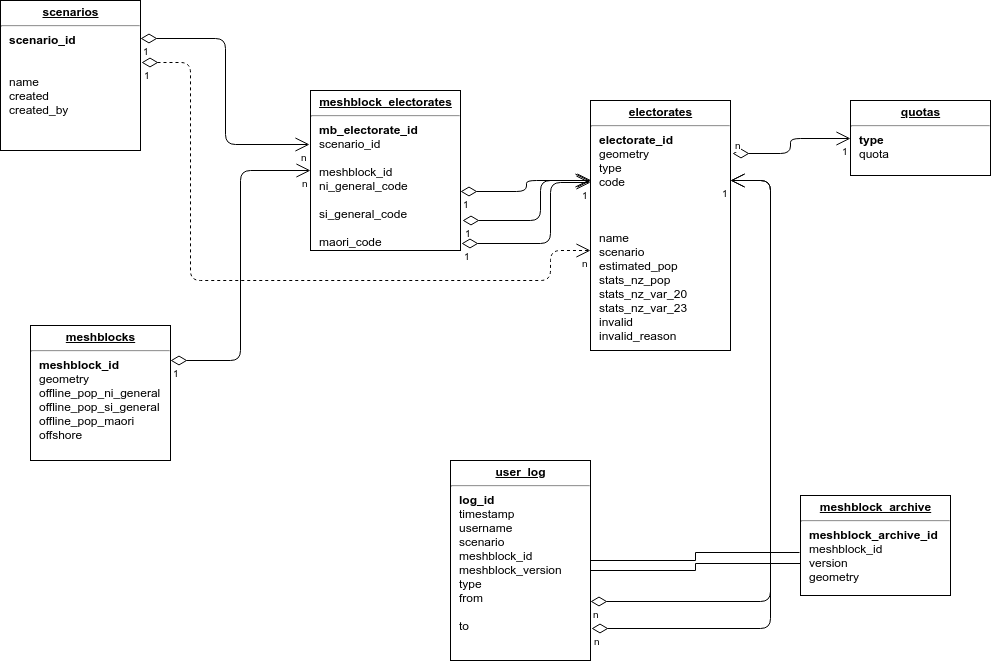 scenarios
scenario_id
name
created
created_by
1
1
meshblock_electorates
mb_electorate_id
scenario_id
meshblock_id
ni_general_code
si_general_code
maori_code
n
n
1
1
1
electorates
electorate_id
geometry
type
code
name
scenario
estimated_pop
stats_nz_pop
stats_nz_var_20
stats_nz_var_23
invalid
invalid_reason
1
n
n
1
quotas
type
quota
1
meshblocks
meshblock_id
geometry
offline_pop_ni_general
offline_pop_si_general
offline_pop_maori
offshore
1
user_log
log_id
timestamp
username
scenario
meshblock_id
meshblock_version
type
from
to
n
n
meshblock_archive
meshblock_archive_id
meshblock_id
version
geometry